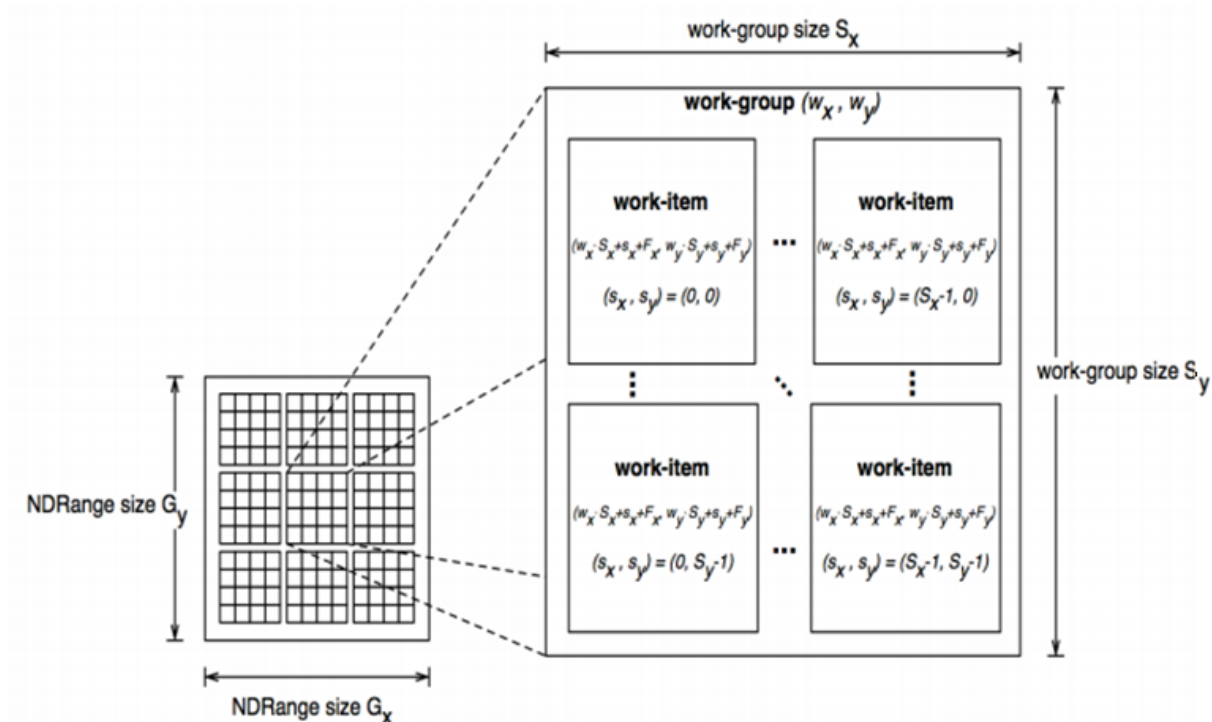 work-group size Sx
work-group (wx , wy)
work-item
work-item
(wx·Sx+sx+Fx, wy·Sy+sy+Fy)
...
(wx·Sx+sx+Fx, wy·Sy+sy+Fy)
(sx , sy) = (0, 0)
(sx , sy) = (Sx-1, 0)
work-group size Sy
work-item
work-item
NDRange size Gy
(wx·Sx+sx+Fx, wy·Sy+sy+Fy)
(wx·Sx+sx+Fx, wy·Sy+sy+Fy)
(sx , sy) = (0, Sy-1)
...
(sx , sy) = (Sx-1, Sy-1)
NDRange size Gx